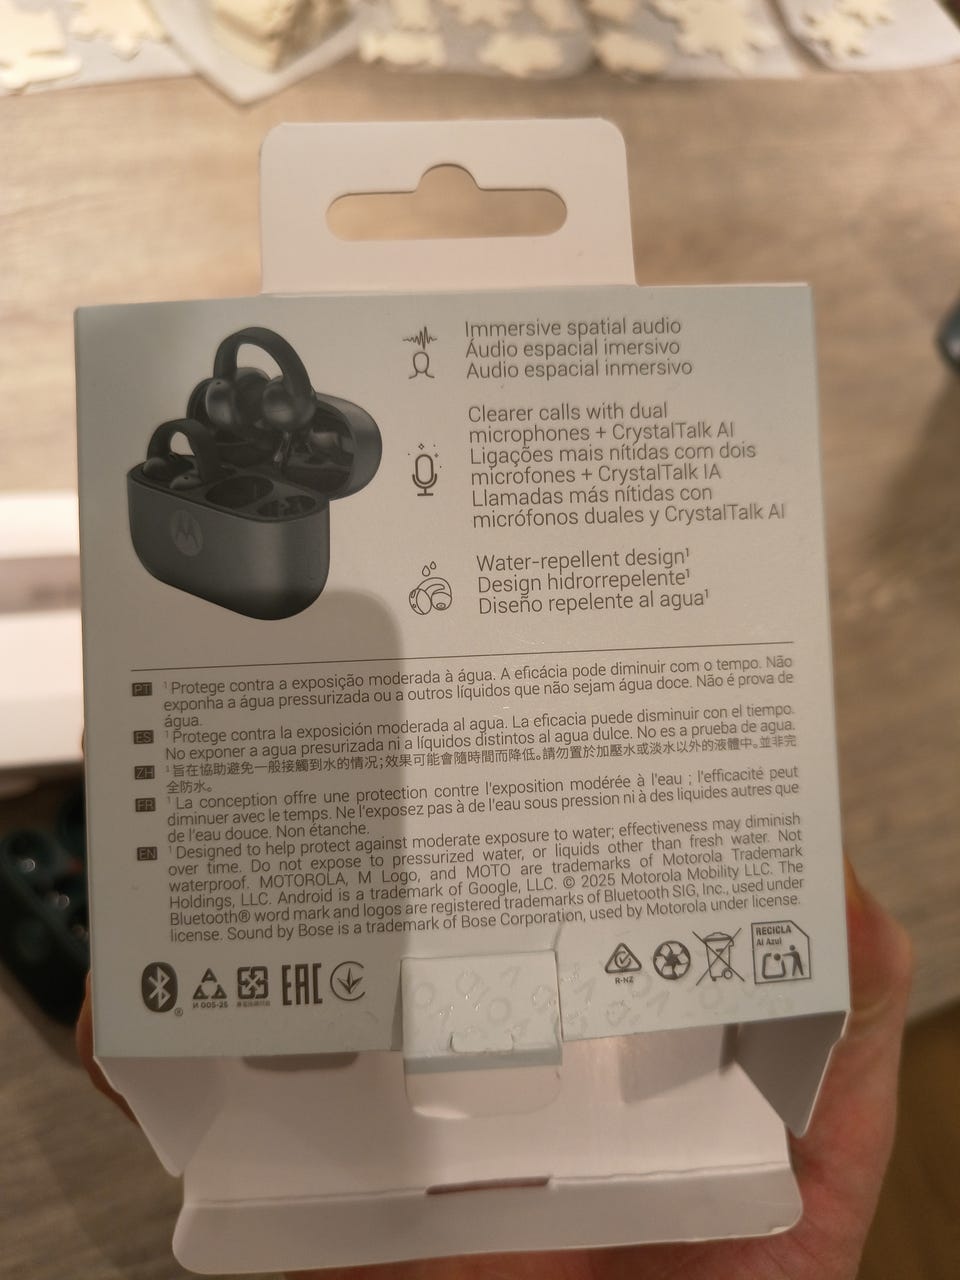 Immersive spatial audio
Áudio espacial imersivo
Audio espacial inmersivo
Clearer calls with dual
microphones + CrystalTalk AI
Ligações mais nítidas com dois
microfones + CrystalTalk IA
Llamadas más nítidas con
micrófonos duales y CrystalTalk AI
Water-repellent design¹
Design hidrorrepelente¹
Diseño repelente al agua¹
PT ¹ Protege contra a exposição moderada à água. A eficácia pode diminuir com o tempo. Não
exponha a água pressurizada ou a outros líquidos que não sejam água doce. Não é prova de
água.
ES ¹ Protege contra la exposición moderada al agua. La eficacia puede disminuir con el tiempo.
No exponer a agua presurizada ni a líquidos distintos al agua dulce. No es a prueba de agua.
ZH ¹ 旨在協助避免一般接觸到水的情況；效果可能會隨時間而降低。請勿置於加壓水或淡水以外的液體中。並非完
全防水。
FR ¹ La conception offre une protection contre l'exposition modérée à l'eau ; l'efficacité peut
diminuer avec le temps. Ne l'exposez pas à de l'eau sous pression ni à des liquides autres que
de l'eau douce. Non étanche.
EN ¹ Designed to help protect against moderate exposure to water; effectiveness may diminish
over time. Do not expose to pressurized water, or liquids other than fresh water. Not
waterproof. MOTOROLA, M Logo, and MOTO are trademarks of Motorola Trademark
Holdings, LLC. Android is a trademark of Google, LLC. © 2025 Motorola Mobility LLC. The
Bluetooth® word mark and logos are registered trademarks of Bluetooth SIG, Inc., used under
license. Sound by Bose is a trademark of Bose Corporation, used by Motorola under license.
®
И 005-25
EAC
R-NZ
RECICLA
Al Azul